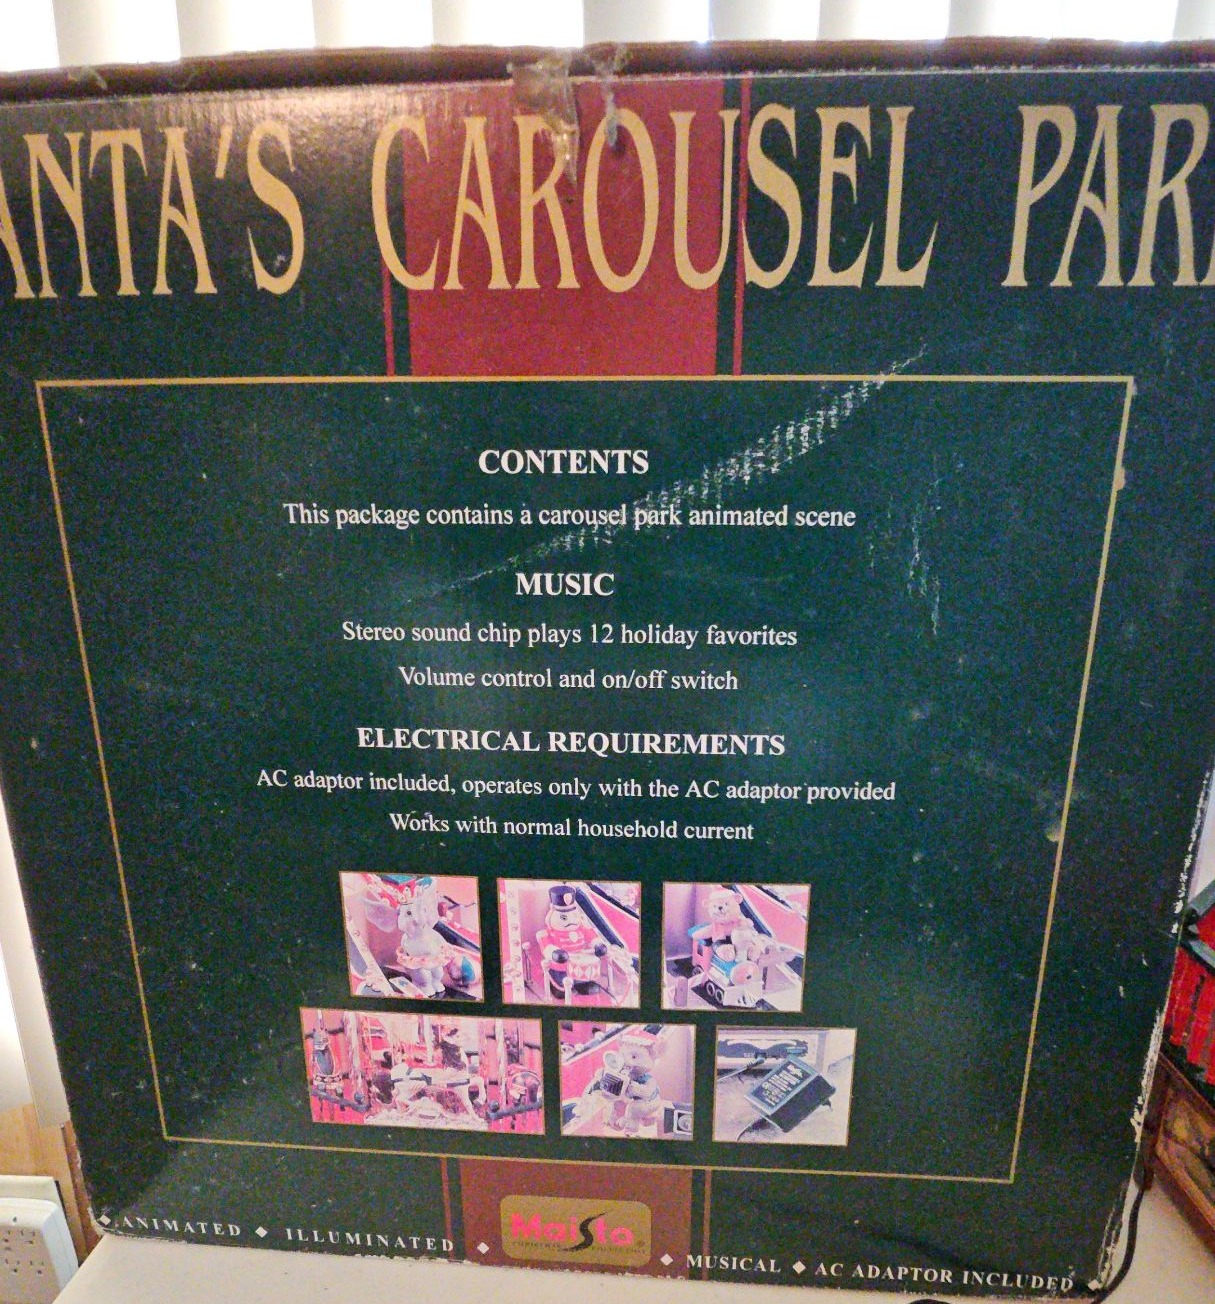 ANTA'S CAROUSEL PAR
CONTENTS
This package contains a carousel park animated scene
MUSIC
Stereo sound chip plays 12 holiday favorites
Volume control and on/off switch
ELECTRICAL REQUIREMENTS
AC adaptor included, operates only with the AC adaptor provided
Works with normal household current
Maisto
◆ ANIMATED ◆ ILLUMINATED ◆ ◆ MUSICAL ◆ AC ADAPTOR INCLUDED ◆